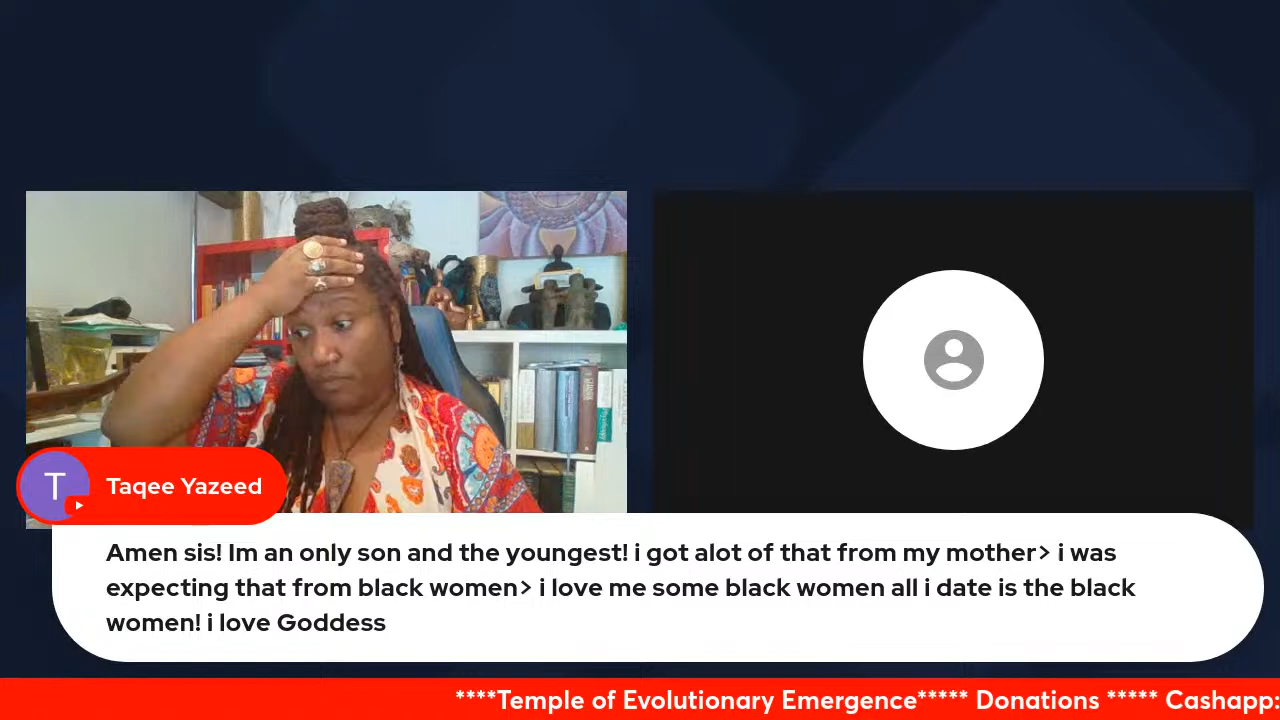 T
Taqee Yazeed
Amen sis! Im an only son and the youngest! i got alot of that from my mother> i was
expecting that from black women> i love me some black women all i date is the black
women! i love Goddess
****Temple of Evolutionary Emergence***** Donations ***** Cashapp: